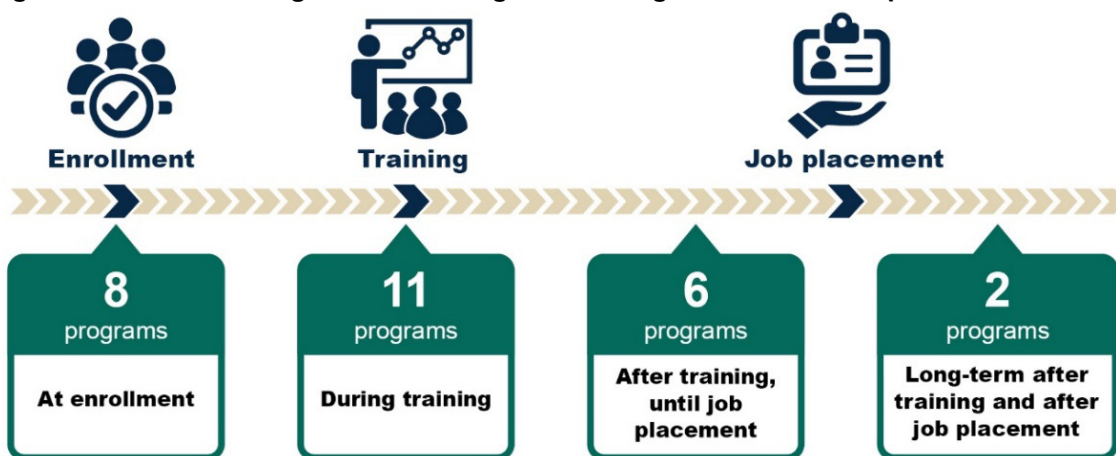 Enrollment
Training
Job placement
8
programs
At enrollment
11
programs
During training
6
programs
After training,
until job
placement
2
programs
Long-term after
training and after
job placement